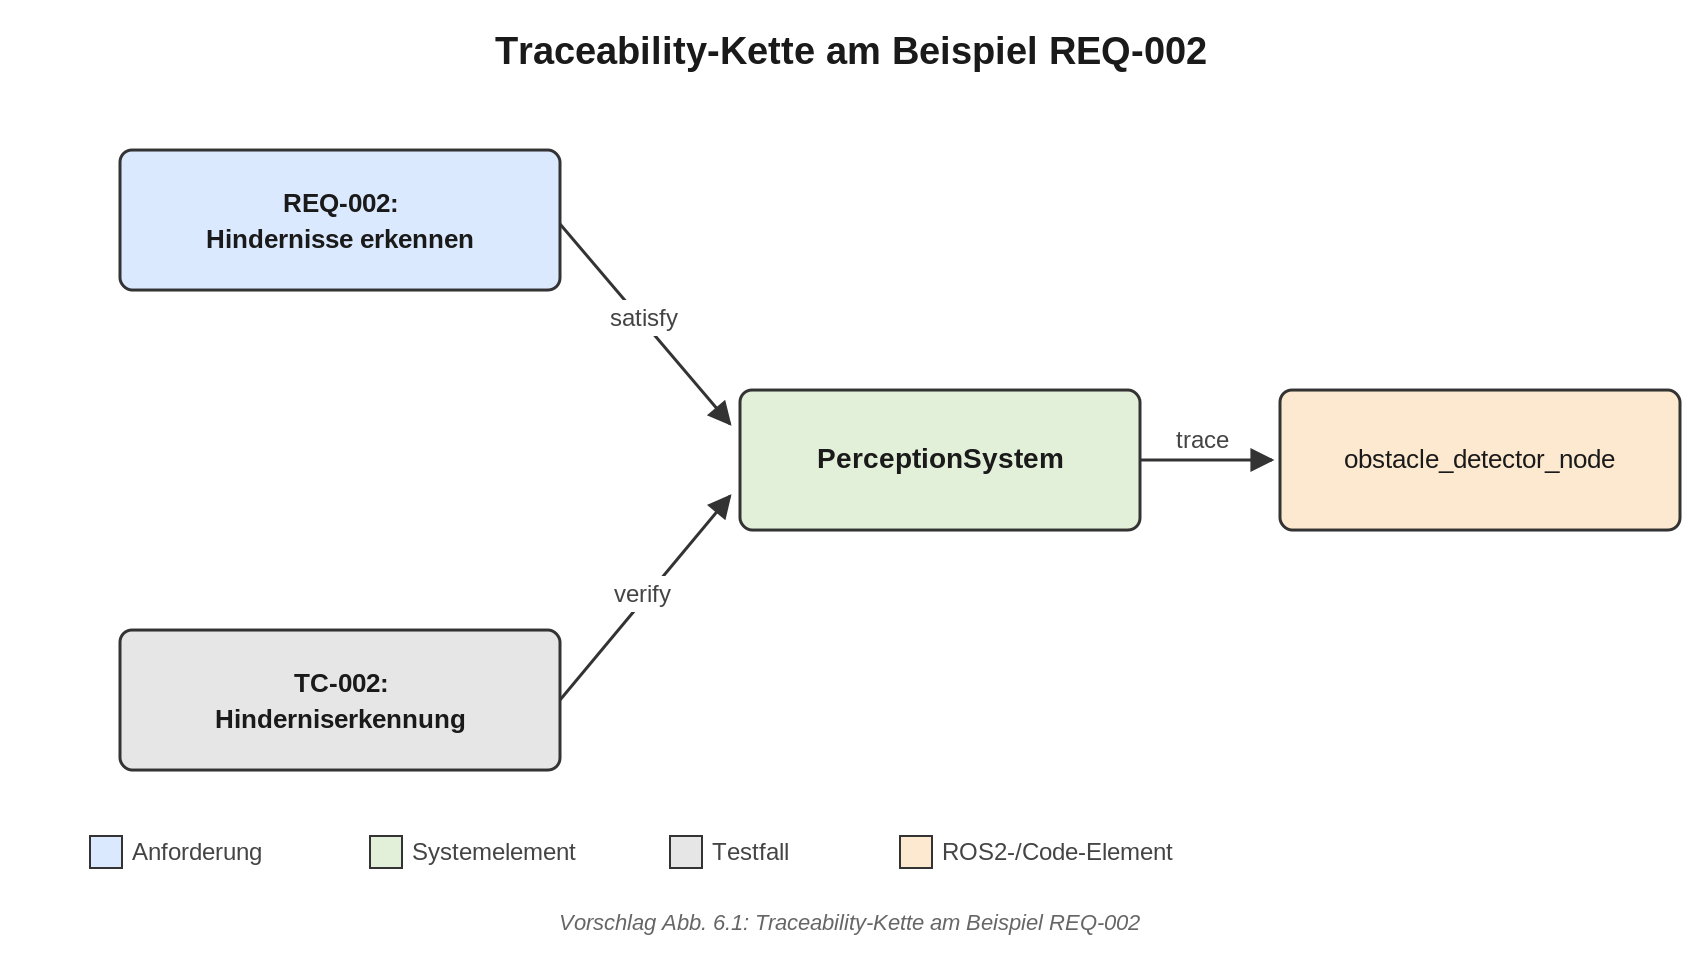 Traceability-Kette am Beispiel REQ-002
REQ-002:
Hindernisse erkennen
satisfy
PerceptionSystem
trace
obstacle_detector_node
verify
TC-002:
Hinderniserkennung
Anforderung
Systemelement
Testfall
ROS2-/Code-Element
Vorschlag Abb. 6.1: Traceability-Kette am Beispiel REQ-002